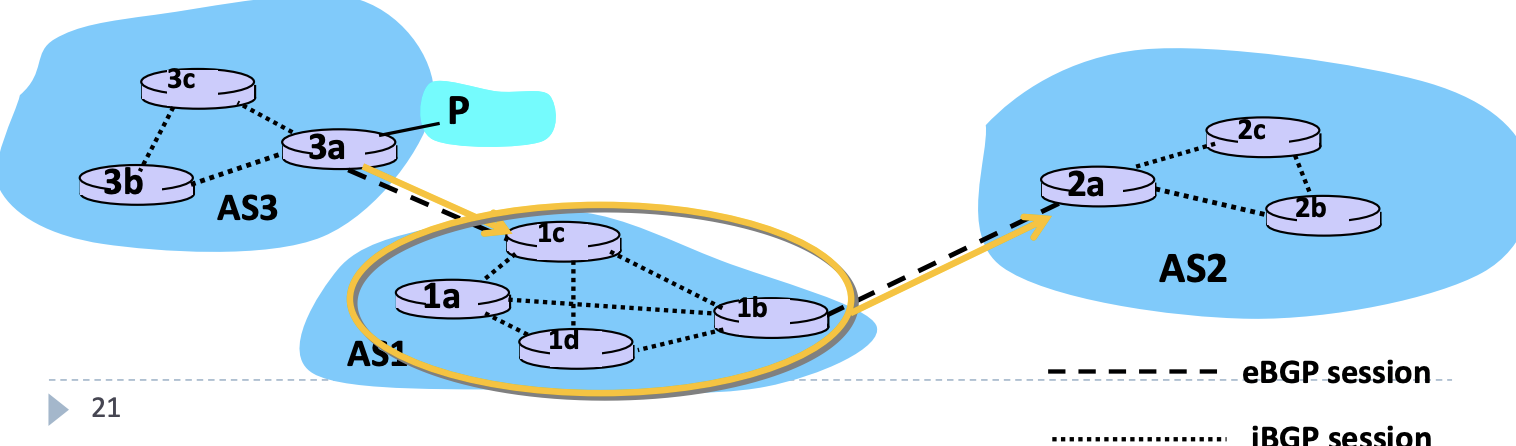 3c
P
3a
3b
AS3
2c
2a
2b
AS2
1c
1a
1b
1d
AS1
eBGP session
21
iBGP session